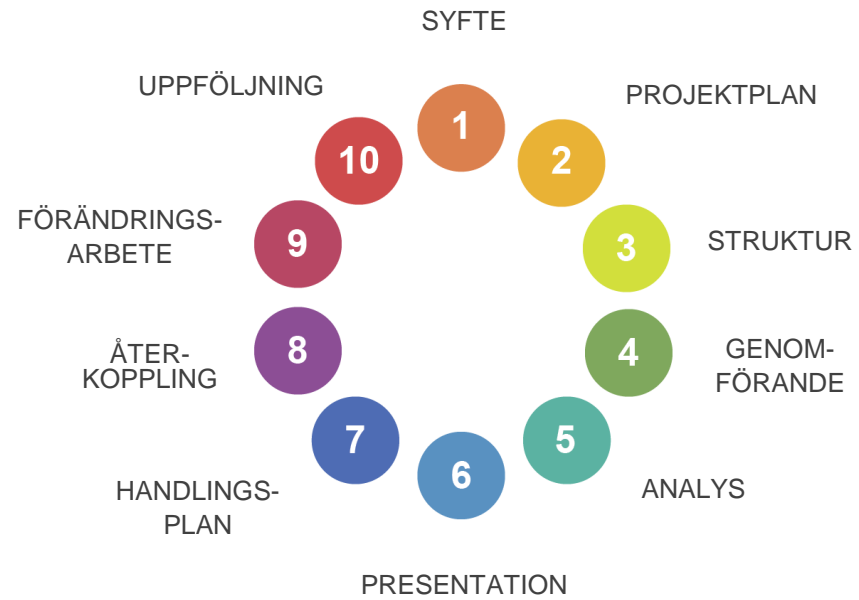 SYFTE
1
PROJEKTPLAN
2
STRUKTUR
3
GENOM-
FÖRANDE
4
ANALYS
5
PRESENTATION
6
HANDLINGS-
PLAN
7
ÅTER-
KOPPLING
8
FÖRÄNDRINGS-
ARBETE
9
UPPFÖLJNING
10